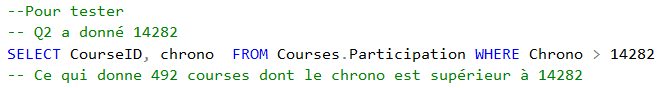 --Pour tester
-- Q2 a donné 14282
SELECT CourseID, chrono  FROM Courses.Participation WHERE Chrono > 14282
-- Ce qui donne 492 courses dont le chrono est supérieur à 14282